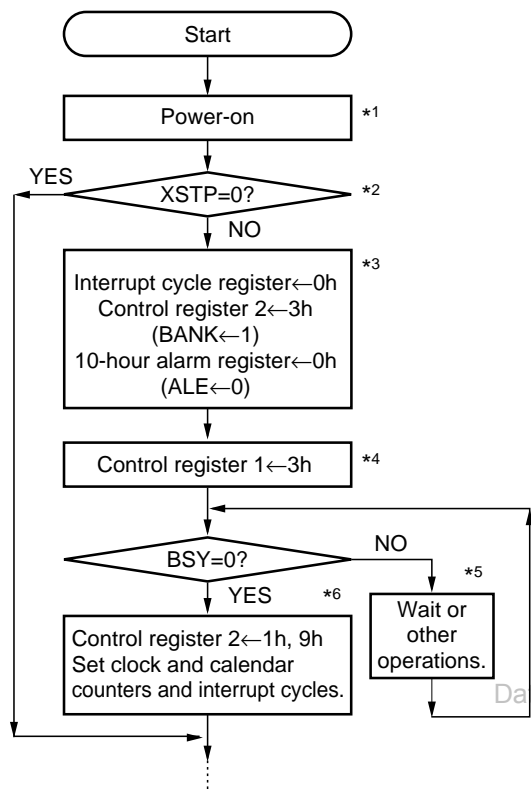 Start
Power-on
*1
YES
XSTP=0?
*2
NO
*3
Interrupt cycle register←0h
Control register 2←3h
(BANK←1)
10-hour alarm register←0h
(ALE←0)
Control register 1←3h
*4
BSY=0?
NO
*5
YES
*6
Wait or
other
operations.
Control register 2←1h, 9h
Set clock and calendar
counters and interrupt cycles.
Da